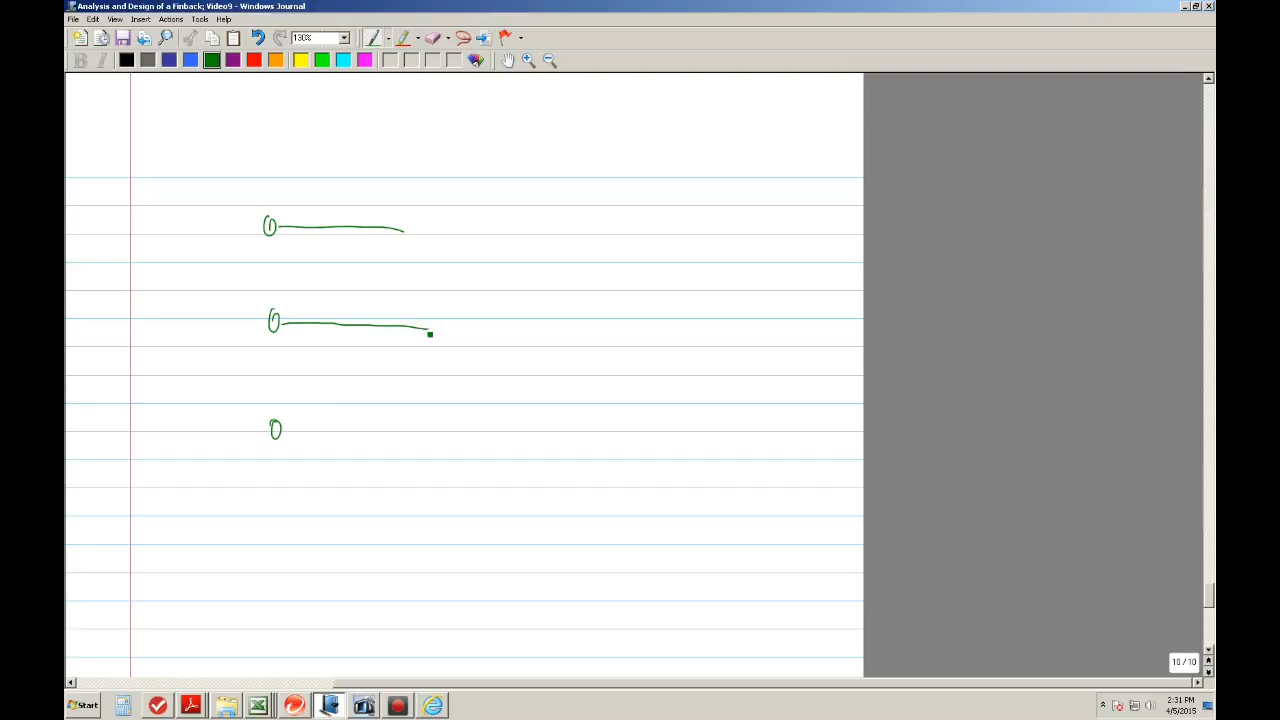 Analysis and Design of a Finback; Video9 - Windows Journal
File Edit View Insert Actions Tools Help
130%
B I
10 / 10
Start
2:31 PM
4/5/2015